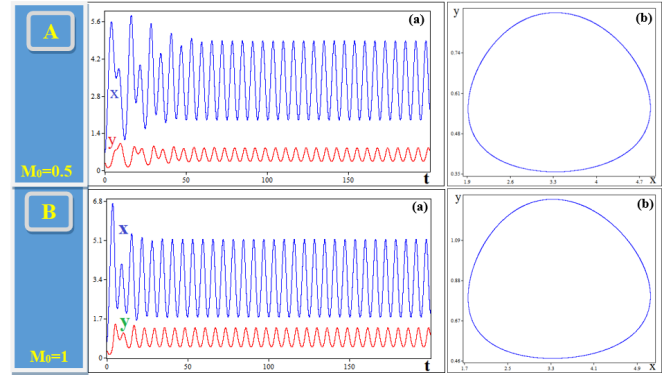 A
M₀=0.5
(a)
5.6
4.2
2.8
1.4
0
x
y
0
50
100
150
t
(b)
y
0.74
0.61
0.48
0.33
1.9
2.6
3.3
4
4.7
x
B
M₀=1
(a)
6.8
5.1
3.4
1.7
0
x
y
0
50
100
150
t
(b)
y
1.09
0.88
0.67
0.46
1.7
2.5
3.3
4.1
4.9
x